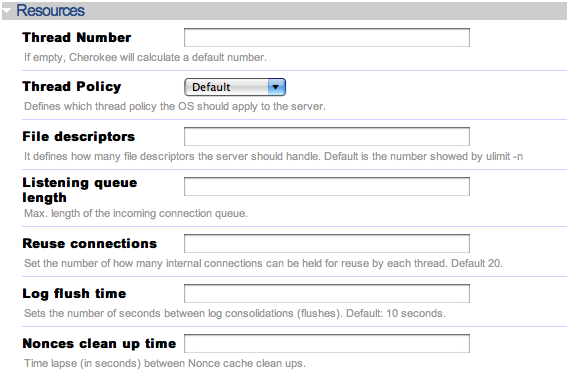 Resources
Thread Number
If empty, Cherokee will calculate a default number.
Thread Policy
Default
Defines which thread policy the OS should apply to the server.
File descriptors
It defines how many file descriptors the server should handle. Default is the number showed by ulimit -n
Listening queue
length
Max. length of the incoming connection queue.
Reuse connections
Set the number of how many internal connections can be held for reuse by each thread. Default 20.
Log flush time
Sets the number of seconds between log consolidations (flushes). Default: 10 seconds.
Nonces clean up time
Time lapse (in seconds) between Nonce cache clean ups.